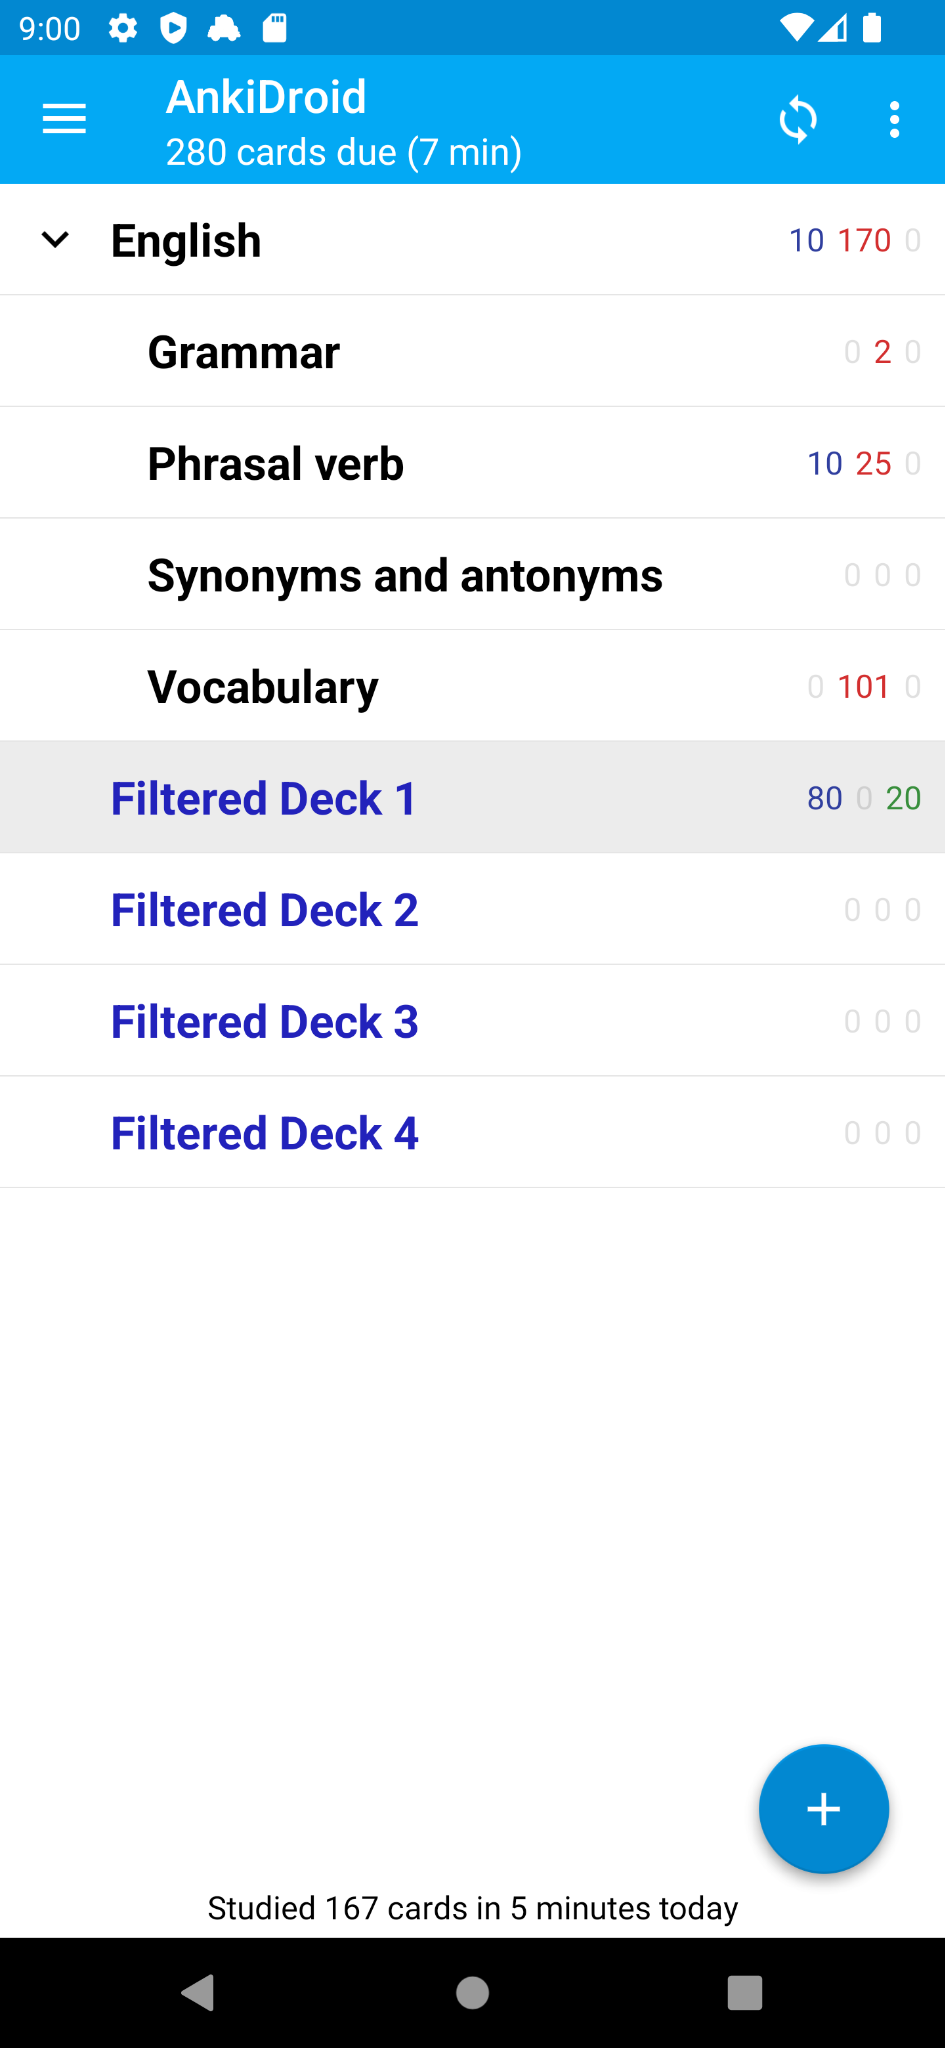 9:00
AnkiDroid
280 cards due (7 min)
English 10 170 0
Grammar 0 2 0
Phrasal verb 10 25 0
Synonyms and antonyms 0 0 0
Vocabulary 0 101 0
Filtered Deck 1 80 0 20
Filtered Deck 2 0 0 0
Filtered Deck 3 0 0 0
Filtered Deck 4 0 0 0
Studied 167 cards in 5 minutes today